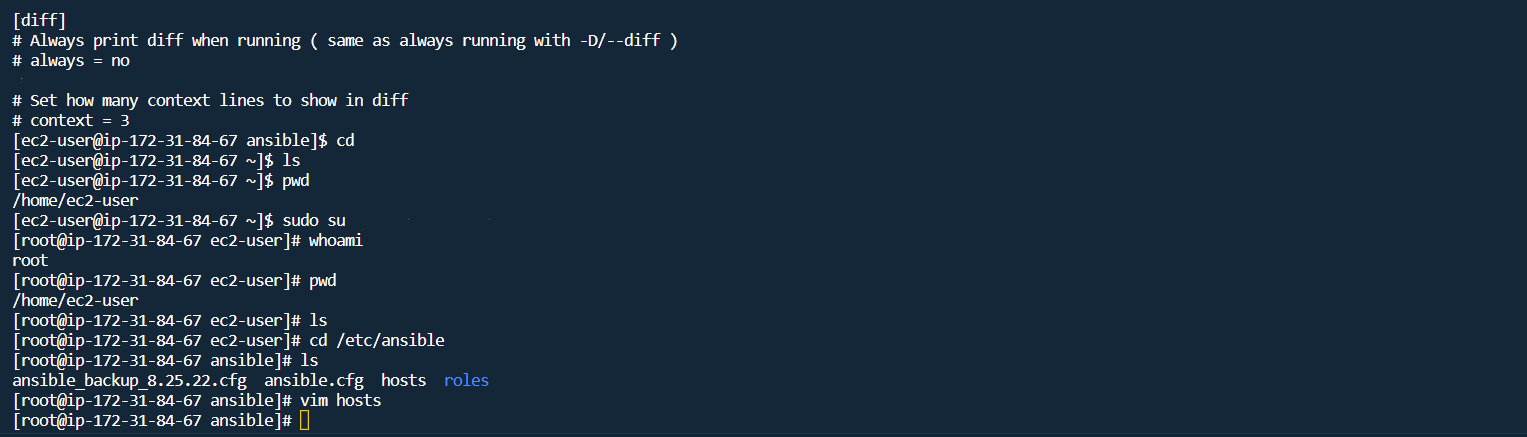 [diff]
# Always print diff when running ( same as always running with -D/--diff )
# always = no
# Set how many context lines to show in diff
# context = 3
[ec2-user@ip-172-31-84-67 ansible]$ cd
[ec2-user@ip-172-31-84-67 ~]$ ls
[ec2-user@ip-172-31-84-67 ~]$ pwd
/home/ec2-user
[ec2-user@ip-172-31-84-67 ~]$ sudo su
[root@ip-172-31-84-67 ec2-user]# whoami
root
[root@ip-172-31-84-67 ec2-user]# pwd
/home/ec2-user
[root@ip-172-31-84-67 ec2-user]# ls
[root@ip-172-31-84-67 ec2-user]# cd /etc/ansible
[root@ip-172-31-84-67 ansible]# ls
ansible_backup_8.25.22.cfg  ansible.cfg  hosts  roles
[root@ip-172-31-84-67 ansible]# vim hosts
[root@ip-172-31-84-67 ansible]#